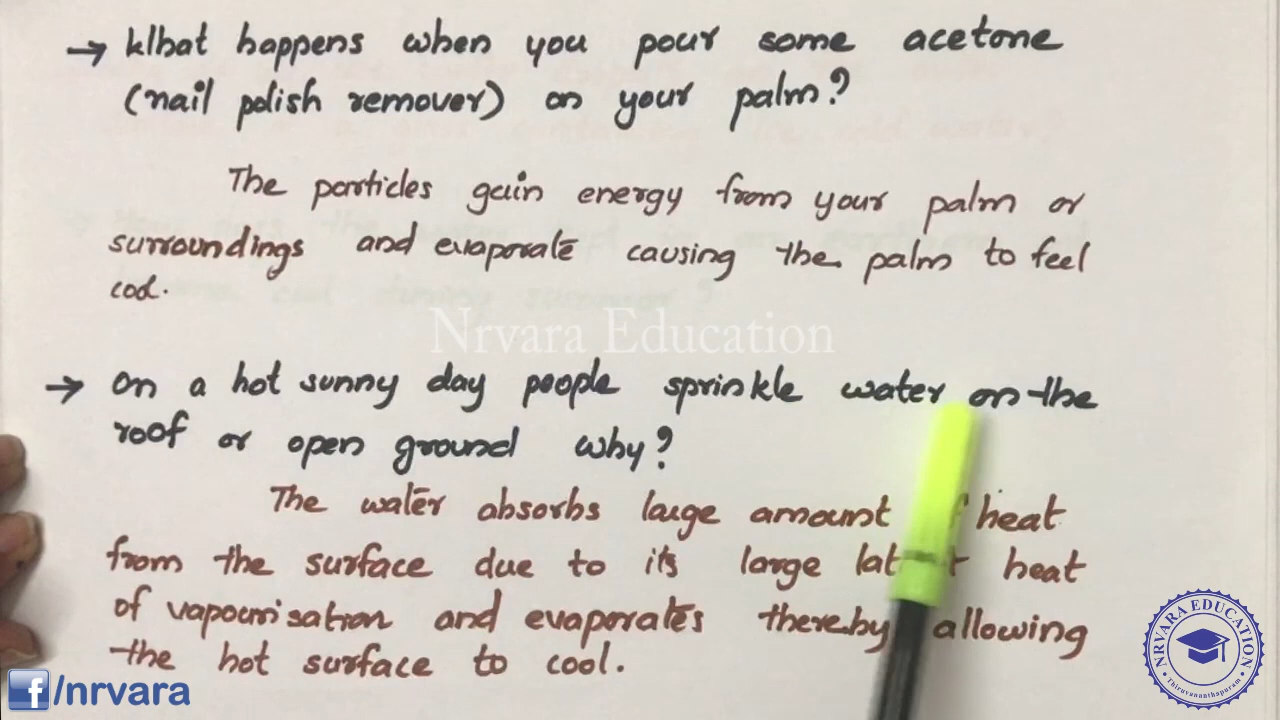 → What happens when you pour some acetone
(nail polish remover) on your palm?
The particles gain energy from your palm or
surroundings and evaporate causing the palm to feel
cool.
Nrvara Education
→ On a hot sunny day people sprinkle water on the
roof or open ground why?
The water absorbs large amount heat
from the surface due to its large heat
of vapourisation and evaporates thereby allowing
the hot surface to cool.
f/nrvara
NRVARA EDUCATION
Thiruvananthapuram